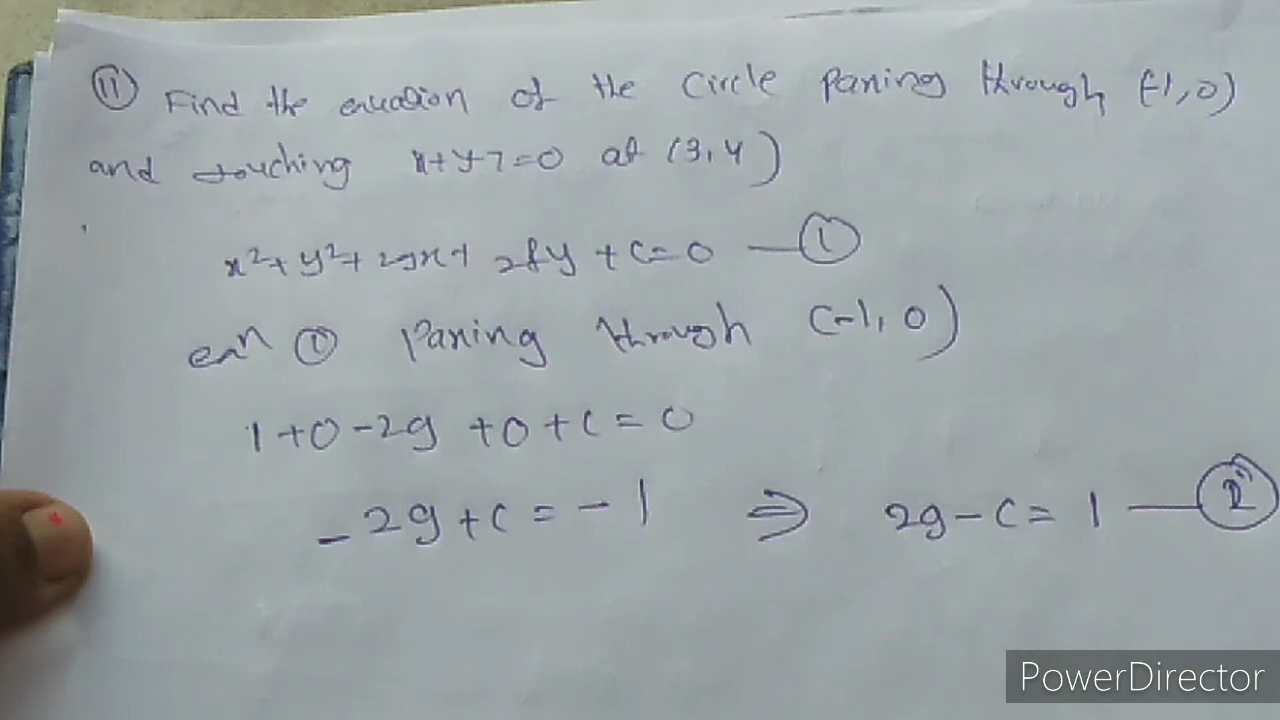 ⑪ Find the equation of the Circle Passing through (-1,0)
and touching x+y-7=0 at (3,4)
x²+y²+2gx+2fy+c=0 — ①
eqn ① Passing through (-1,0)
1+0-2g+0+c=0
-2g+c=-1 ⇒ 2g-c=1 — ②
PowerDirector